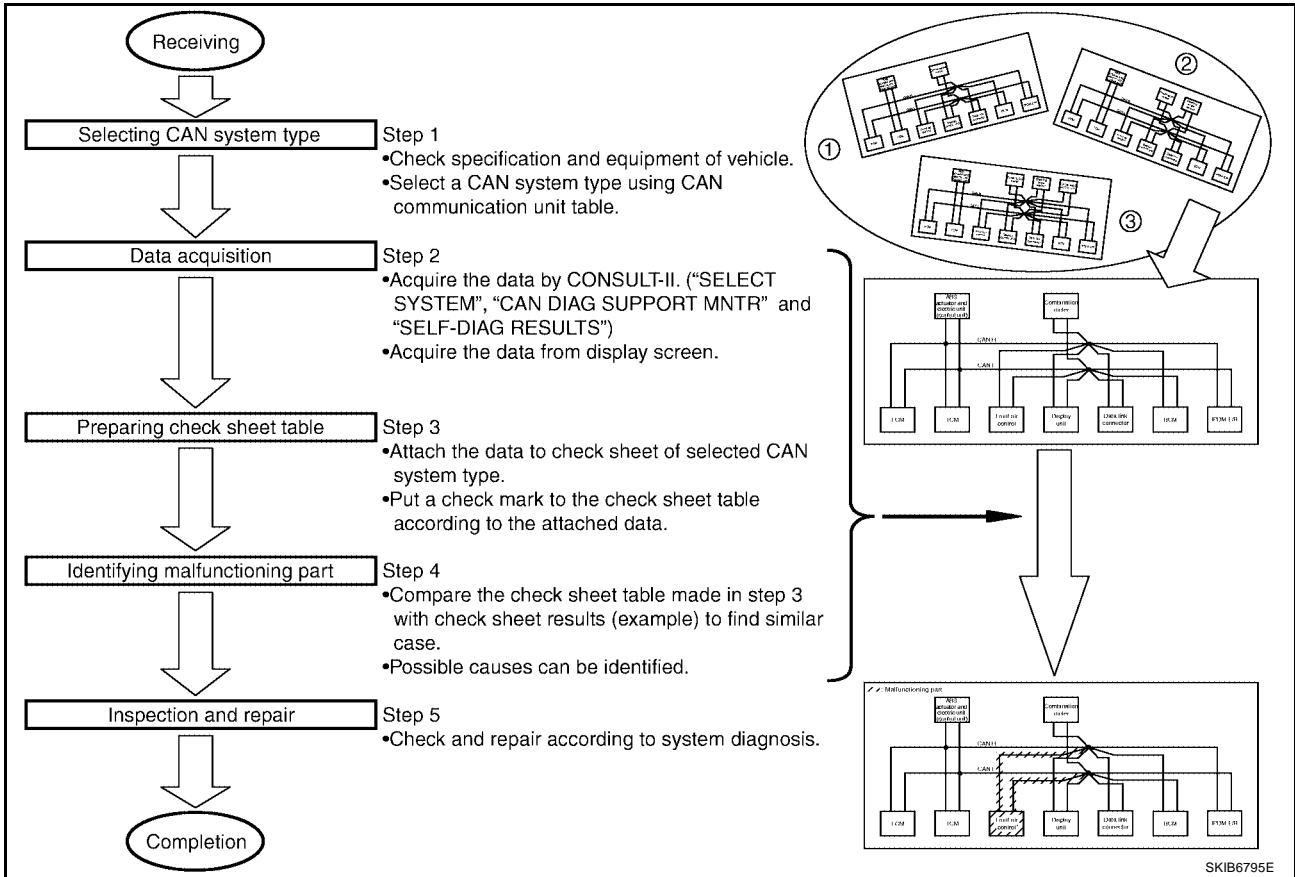 Receiving
Selecting CAN system type
Step 1
•Check specification and equipment of vehicle.
•Select a CAN system type using CAN
communication unit table.
Data acquisition
Step 2
•Acquire the data by CONSULT-II. (“SELECT
SYSTEM”, “CAN DIAG SUPPORT MNTR” and
“SELF-DIAG RESULTS”)
•Acquire the data from display screen.
Preparing check sheet table
Step 3
•Attach the data to check sheet of selected CAN
system type.
•Put a check mark to the check sheet table
according to the attached data.
Identifying malfunctioning part
Step 4
•Compare the check sheet table made in step 3
with check sheet results (example) to find similar
case.
•Possible causes can be identified.
Inspection and repair
Step 5
•Check and repair according to system diagnosis.
Completion
①
②
③
ABS
actuator and
electric unit
(control unit)
Combination
meter
CAN H
CAN L
ECM
TCM
control
Display
unit
Data link
connector
BCM
IPDM E/R
: Malfunctioning part
ABS
actuator and
electric unit
(control unit)
Combination
meter
CAN H
CAN L
ECM
TCM
control
Display
unit
Data link
connector
BCM
IPDM E/R
SKIB6795E